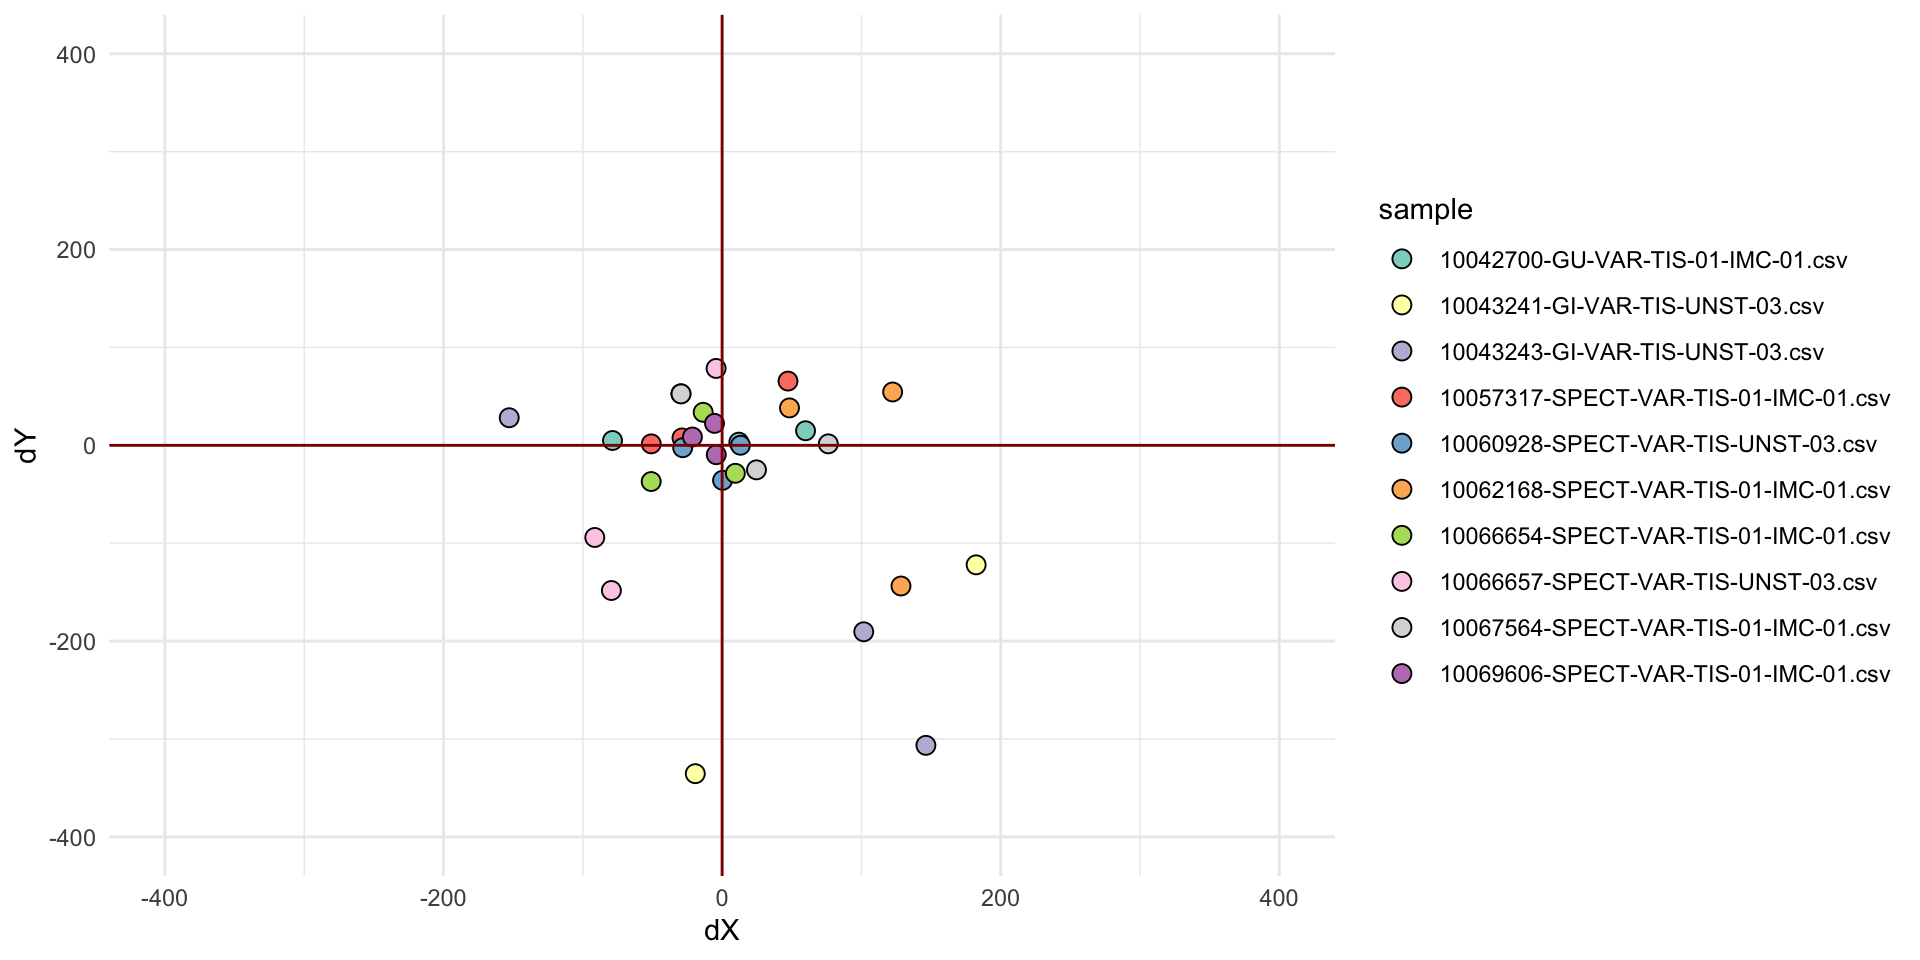 400
200
0
-200
-400
dY
-400
-200
0
200
400
dX
sample
10042700-GU-VAR-TIS-01-IMC-01.csv
10043241-GI-VAR-TIS-UNST-03.csv
10043243-GI-VAR-TIS-UNST-03.csv
10057317-SPECT-VAR-TIS-01-IMC-01.csv
10060928-SPECT-VAR-TIS-UNST-03.csv
10062168-SPECT-VAR-TIS-01-IMC-01.csv
10066654-SPECT-VAR-TIS-01-IMC-01.csv
10066657-SPECT-VAR-TIS-UNST-03.csv
10067564-SPECT-VAR-TIS-01-IMC-01.csv
10069606-SPECT-VAR-TIS-01-IMC-01.csv